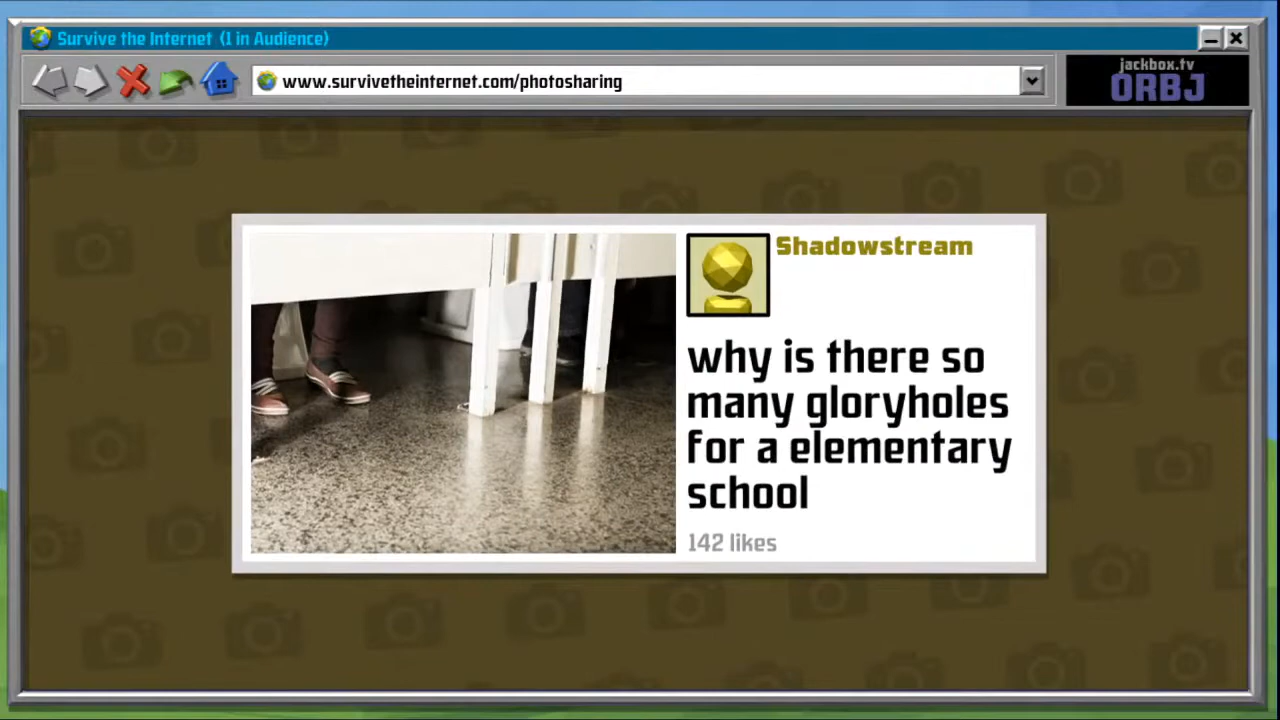 Survive the Internet (1 in Audience)
www.survivetheinternet.com/photosharing
jackbox.tv
ORBJ
Shadowstream
why is there so
many gloryholes
for a elementary
school
142 likes